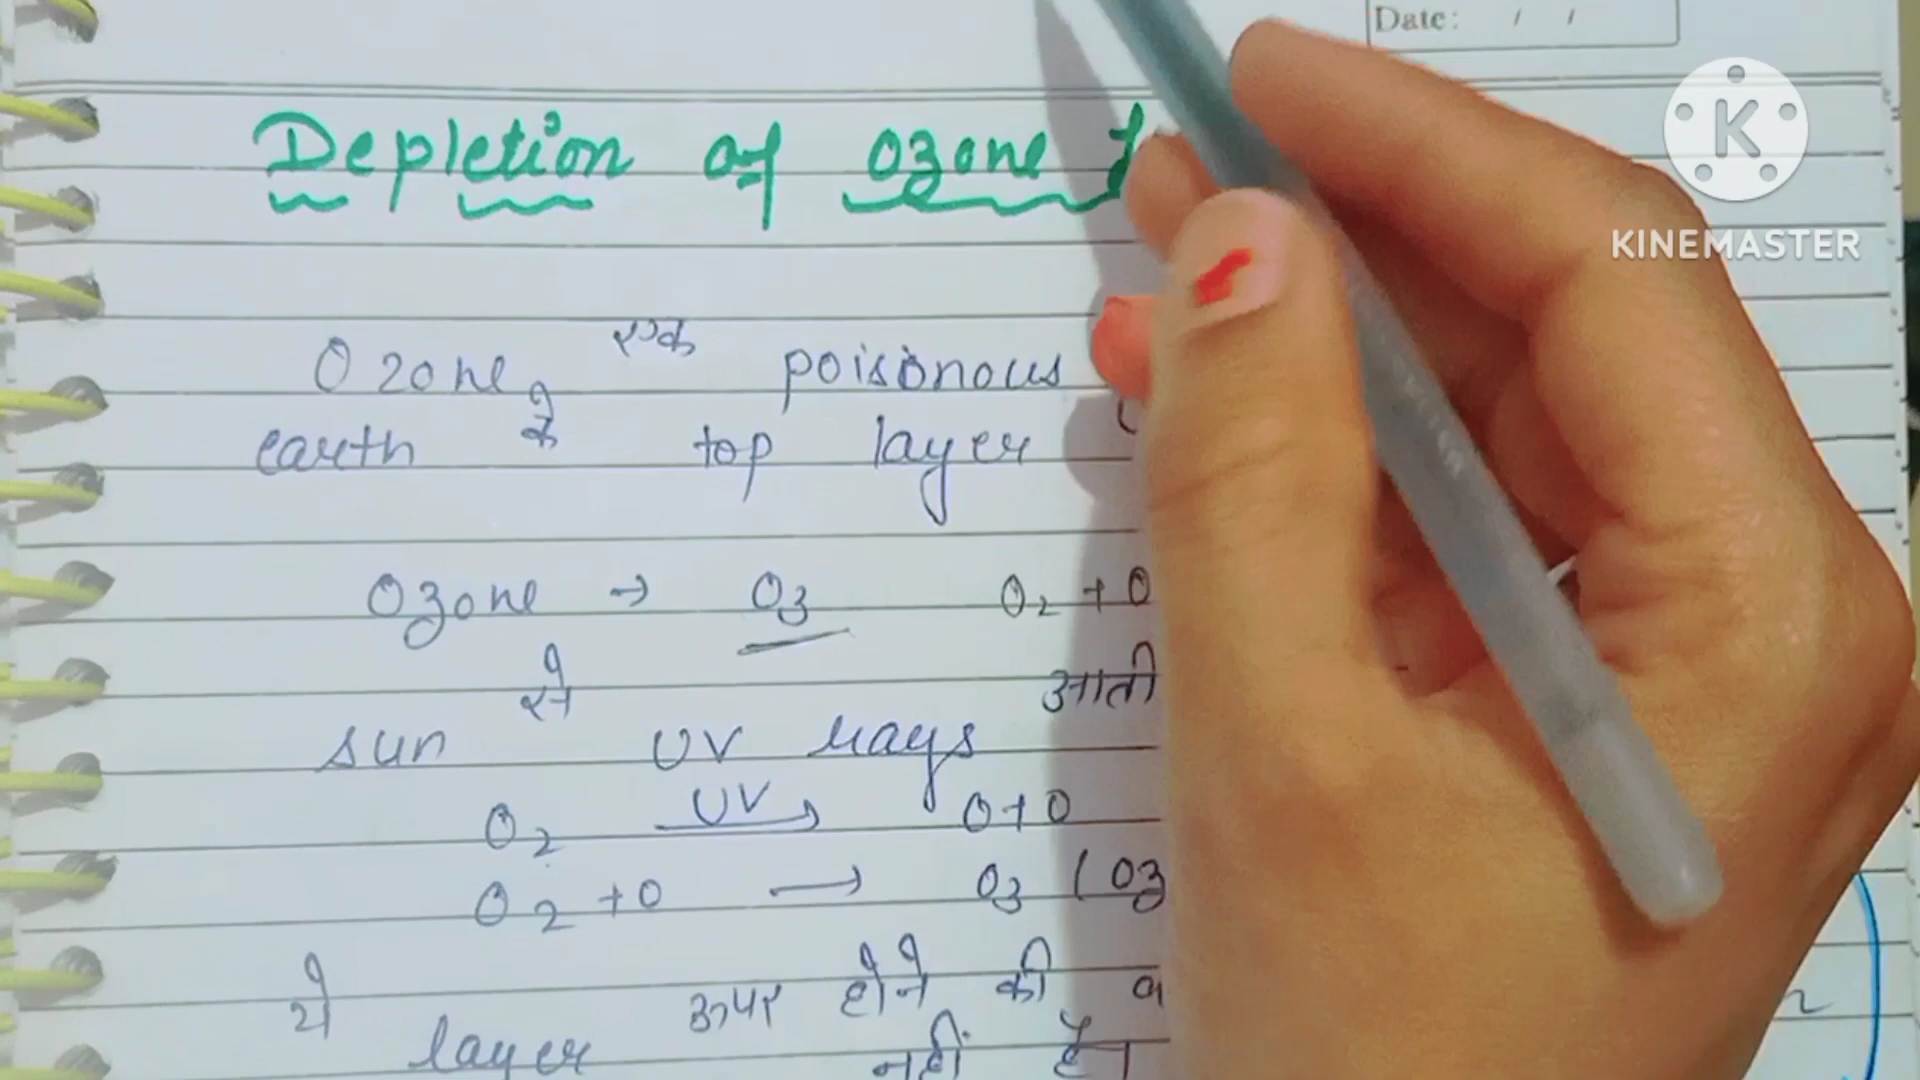 Date: / /
KINEMASTER
Depletion of Ozone
Ozone एक poisonous
earth के top layer
Ozone → O3 O2 + O
sun से UV rays आती
O2 UV→ O+O
O2 + O → O3 ( O3
ये layer ऊपर होने की
नहीं है